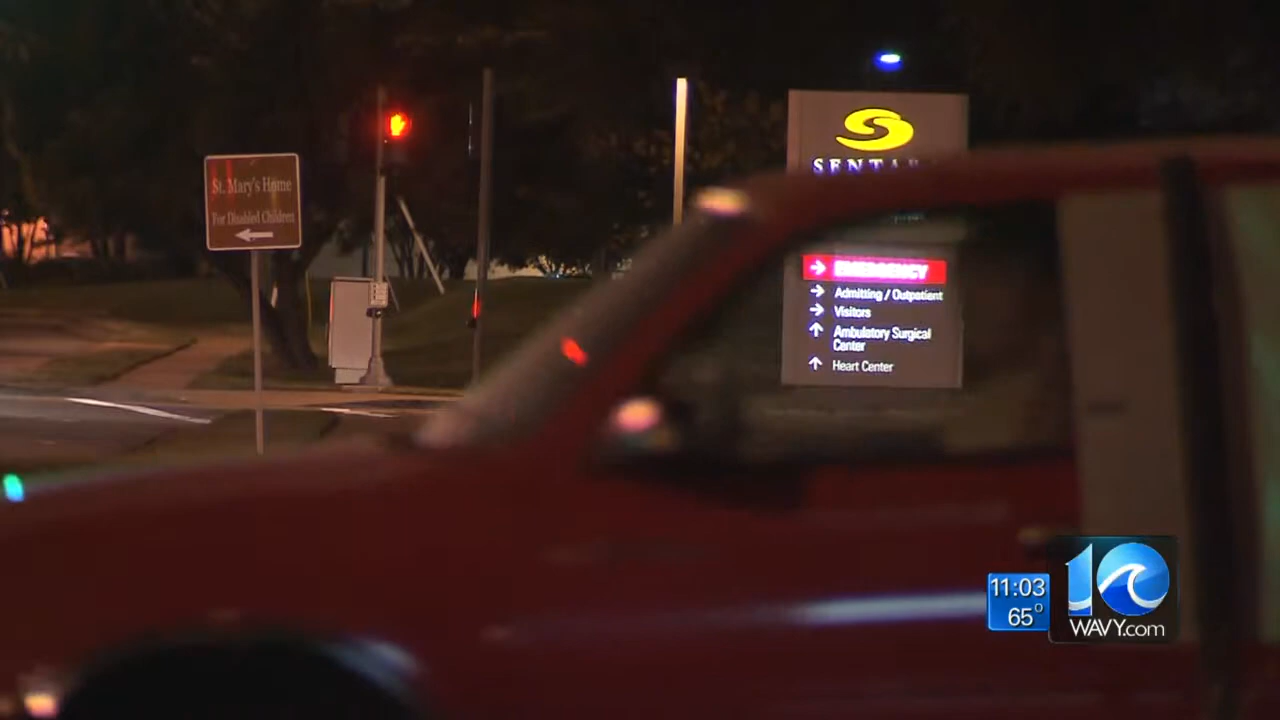 St. Mary's Home
For Disabled Children
SENTARA
EMERGENCY
Admitting / Outpatient
Visitors
Ambulatory Surgical
Center
Heart Center
11:03
65°
10
WAVY.com